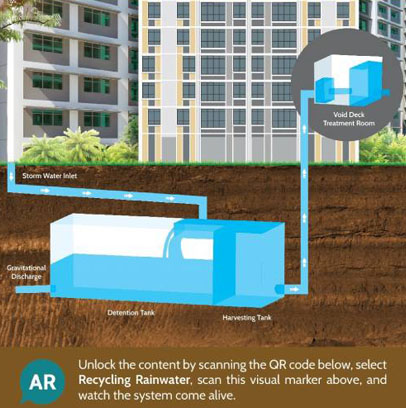 Void Deck
Treatment Room
Storm Water Inlet
Gravitational
Discharge
Detention Tank
Harvesting Tank
AR
Unlock the content by scanning the QR code below, select
Recycling Rainwater, scan this visual marker above, and
watch the system come alive.